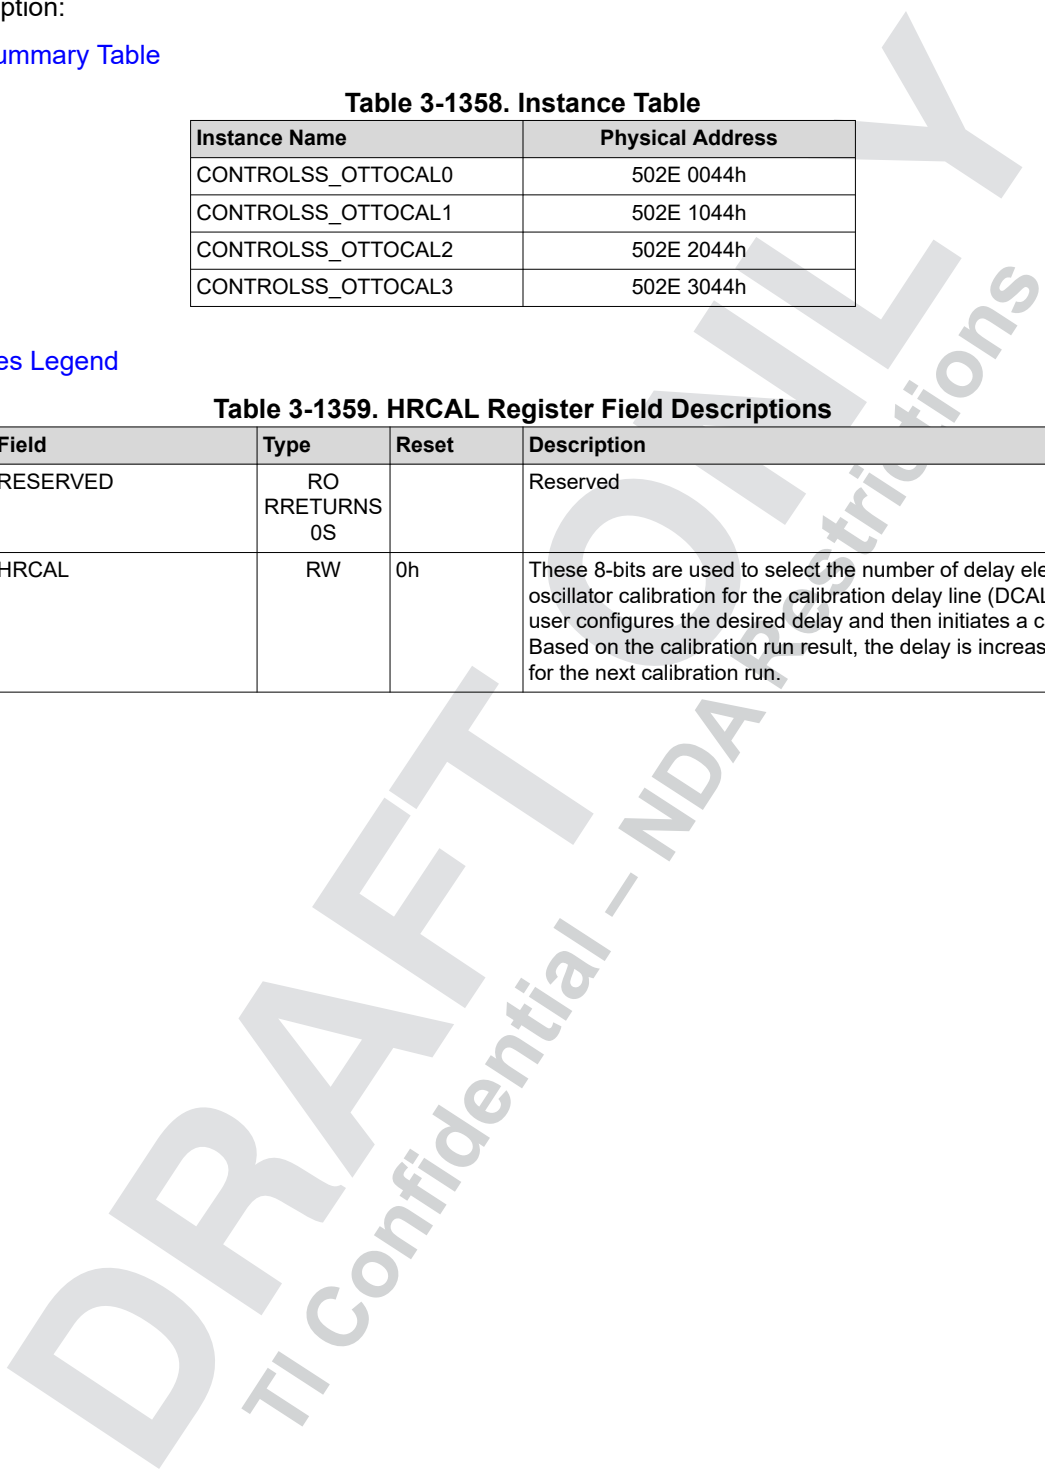 ption:
ummary Table
Table 3-1358. Instance Table
Instance Name Physical Address
CONTROLSS_OTTOCAL0 502E 0044h
CONTROLSS_OTTOCAL1 502E 1044h
CONTROLSS_OTTOCAL2 502E 2044h
CONTROLSS_OTTOCAL3 502E 3044h
es Legend
Table 3-1359. HRCAL Register Field Descriptions
Field Type Reset Description
RESERVED RO RRETURNS 0S Reserved
HRCAL RW 0h These 8-bits are used to select the number of delay ele
oscillator calibration for the calibration delay line (DCAL
user configures the desired delay and then initiates a c
Based on the calibration run result, the delay is increas
for the next calibration run.
DRAFT ONLY
TI Confidential – NDA Restrictions